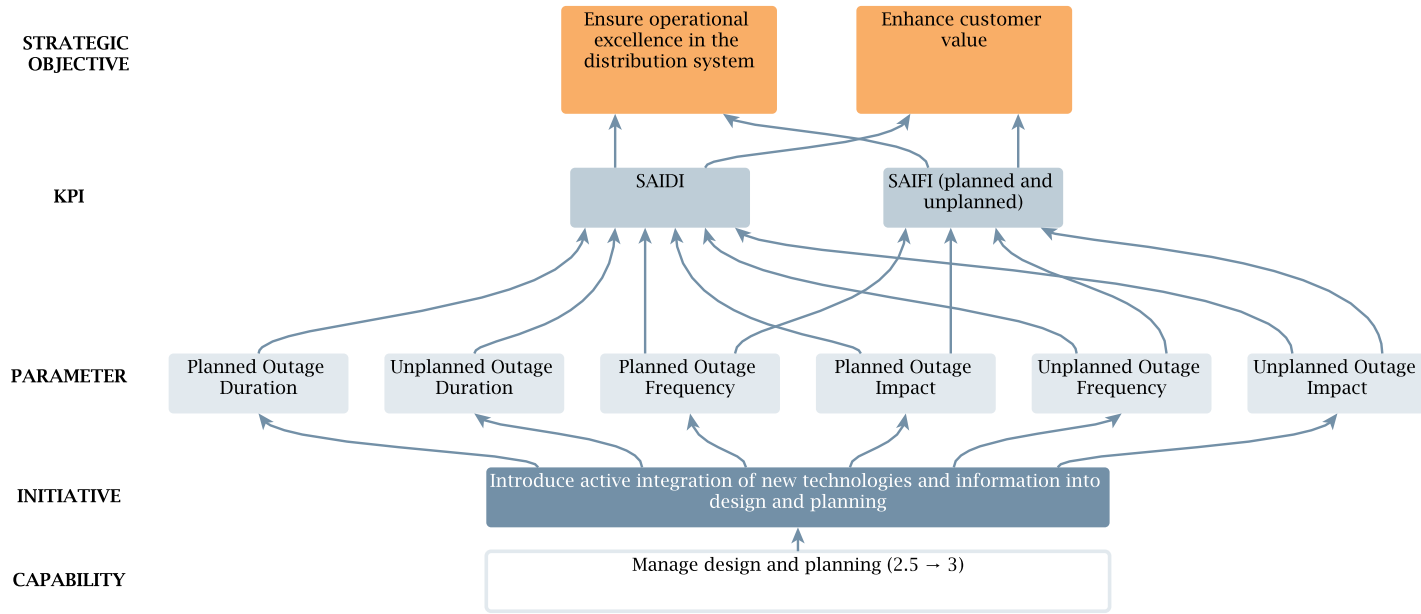 STRATEGIC
OBJECTIVE
Ensure operational
excellence in the
distribution system
Enhance customer
value
KPI
SAIDI
SAIFI (planned and
unplanned)
PARAMETER
Planned Outage
Duration
Unplanned Outage
Duration
Planned Outage
Frequency
Planned Outage
Impact
Unplanned Outage
Frequency
Unplanned Outage
Impact
INITIATIVE
Introduce active integration of new technologies and information into
design and planning
CAPABILITY
Manage design and planning (2.5 → 3)